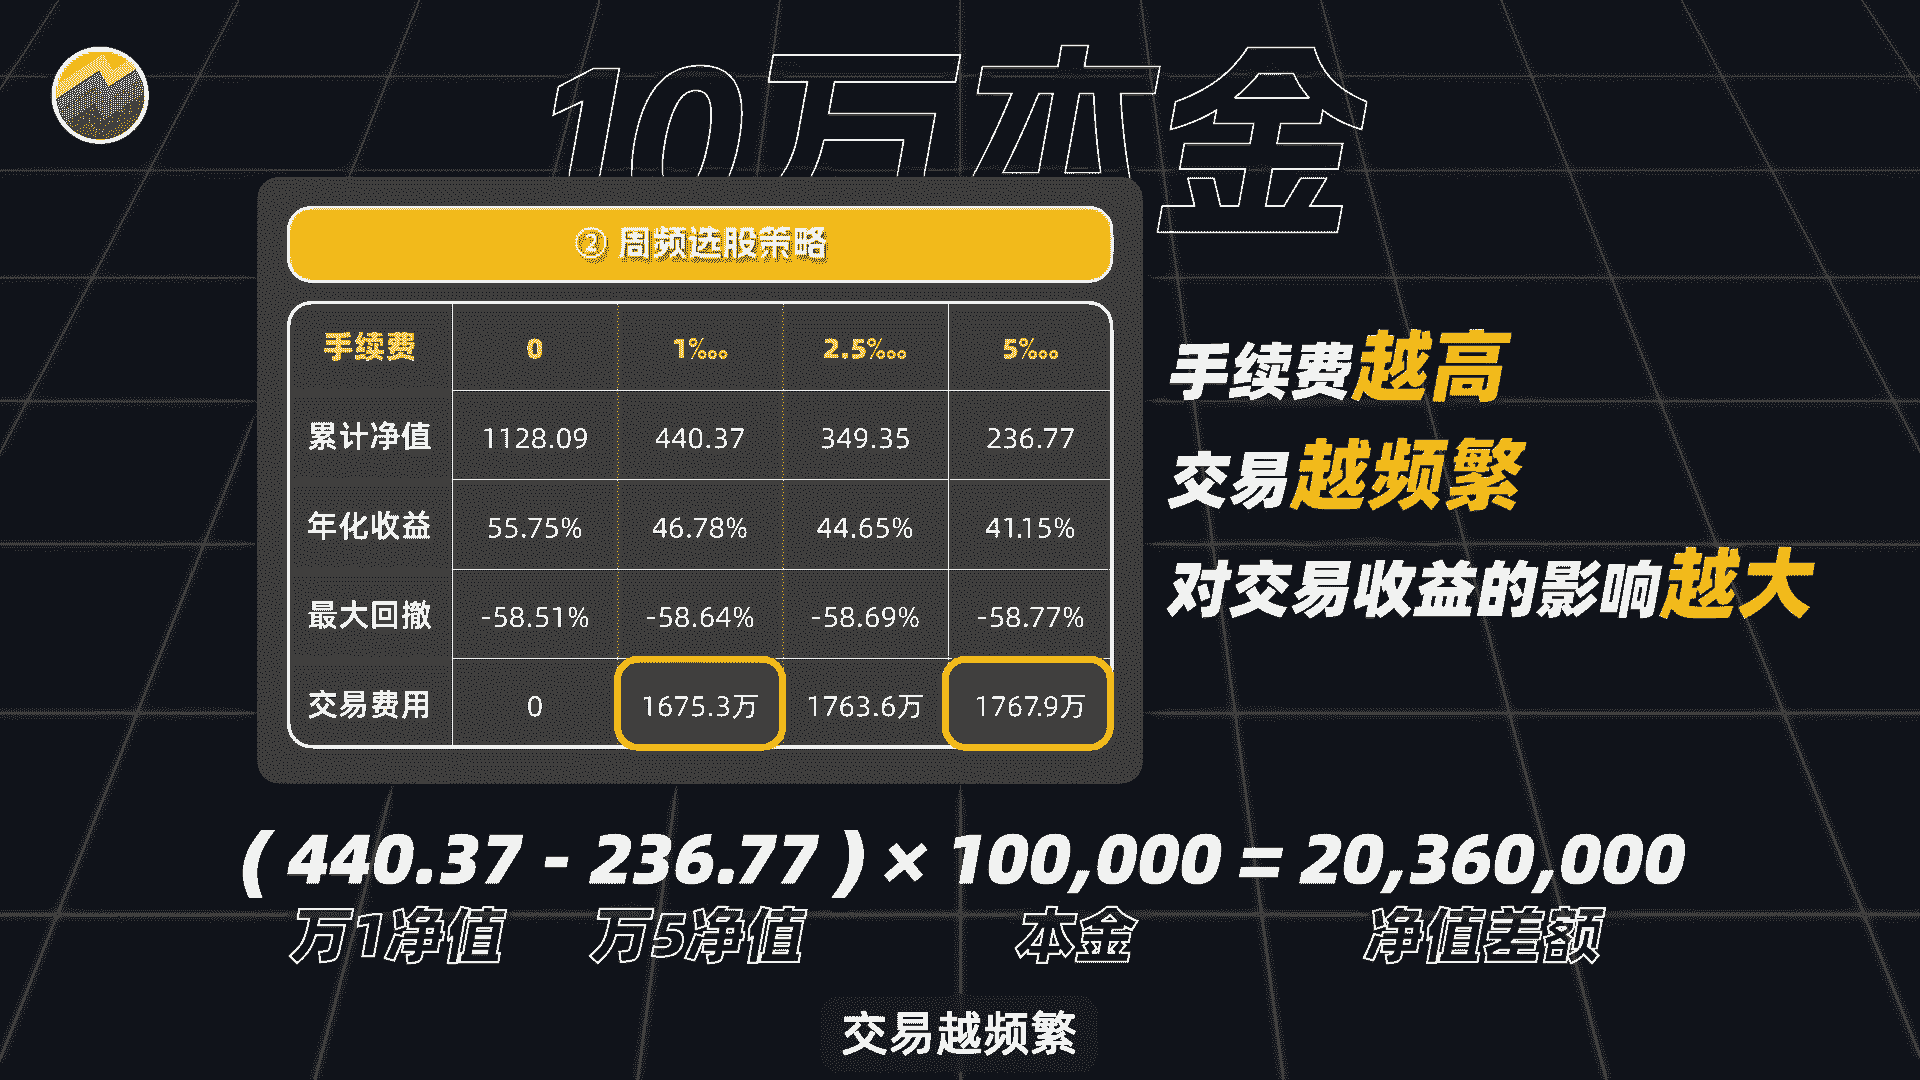 10万本金
② 周频选股策略
手续费 0 1‱ 2.5‱ 5‱
累计净值 1128.09 440.37 349.35 236.77
年化收益 55.75% 46.78% 44.65% 41.15%
最大回撤 -58.51% -58.64% -58.69% -58.77%
交易费用 0 1675.3万 1763.6万 1767.9万
手续费越高
交易越频繁
对交易收益的影响越大
( 440.37 - 236.77 ) × 100,000 = 20,360,000
万1净值 万5净值 本金 净值差额
交易越频繁